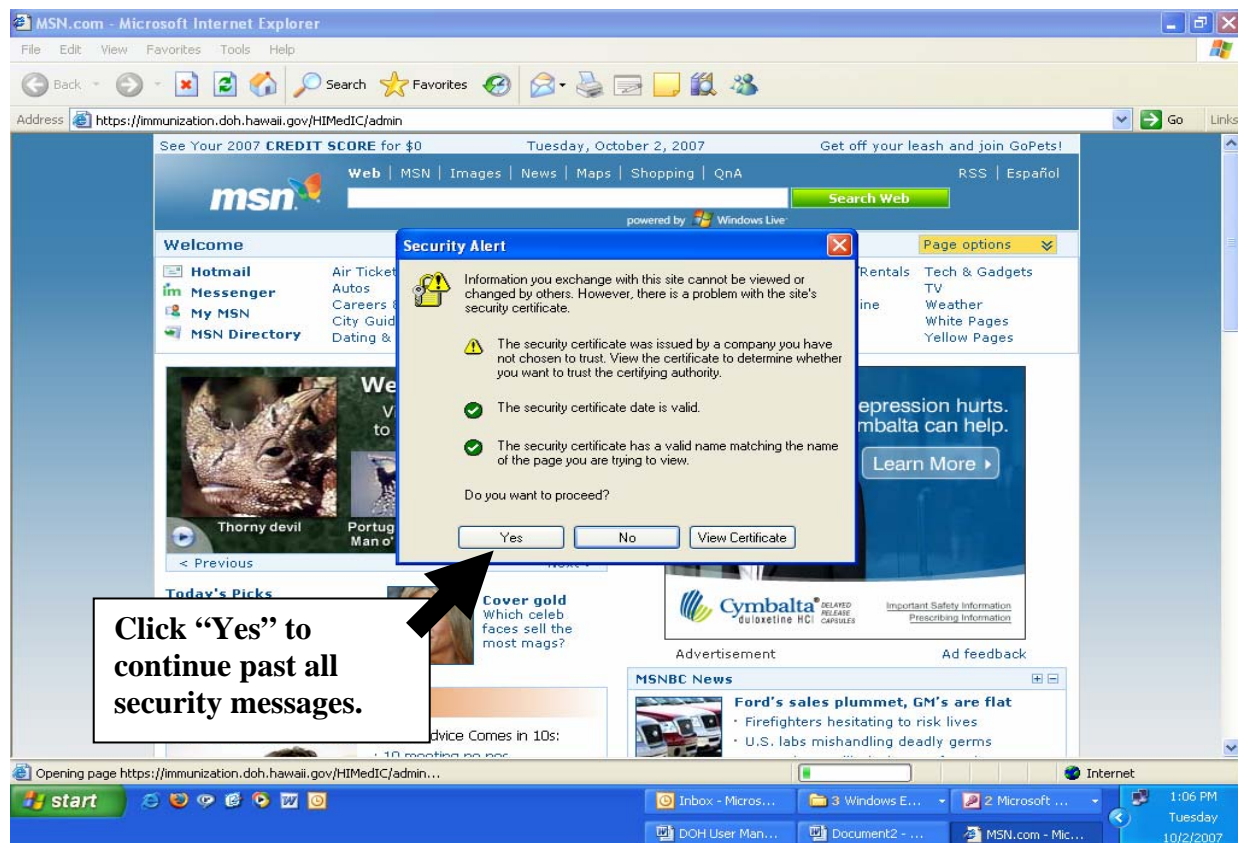 MSN.com - Microsoft Internet Explorer
File Edit View Favorites Tools Help
Back Search Favorites
Address https://immunization.doh.hawaii.gov/HIMedIC/admin Go Links
See Your 2007 CREDIT SCORE for $0 Tuesday, October 2, 2007 Get off your leash and join GoPets!
Web | MSN | Images | News | Maps | Shopping | QnA RSS | Español
msn
Search Web
powered by Windows Live
Welcome
Page options
Hotmail
Messenger
My MSN
MSN Directory
Air Ticket
Autos
Careers &
City Guid
Dating &
Rentals
ine
Tech & Gadgets
TV
Weather
White Pages
Yellow Pages
Security Alert
Information you exchange with this site cannot be viewed or
changed by others. However, there is a problem with the site's
security certificate.
The security certificate was issued by a company you have
not chosen to trust. View the certificate to determine whether
you want to trust the certifying authority.
The security certificate date is valid.
The security certificate has a valid name matching the name
of the page you are trying to view.
Do you want to proceed?
Yes No View Certificate
We
V
to
Thorny devil
Portug
Man o'
< Previous
epression hurts.
mbalta can help.
Learn More
Cymbalta®
duloxetine HCl
DELAYED
RELEASE
CAPSULES
Important Safety Information
Prescribing Information
Advertisement Ad feedback
Today's Picks
Cover gold
Which celeb
faces sell the
most mags?
Click “Yes” to
continue past all
security messages.
dvice Comes in 10s:
MSNBC News
Ford's sales plummet, GM's are flat
· Firefighters hesitating to risk lives
· U.S. labs mishandling deadly germs
Opening page https://immunization.doh.hawaii.gov/HIMedIC/admin... Internet
start
Inbox - Micros... 3 Windows E... 2 Microsoft ...
DOH User Man... Document2 - ... MSN.com - Mic...
1:06 PM
Tuesday
10/2/2007